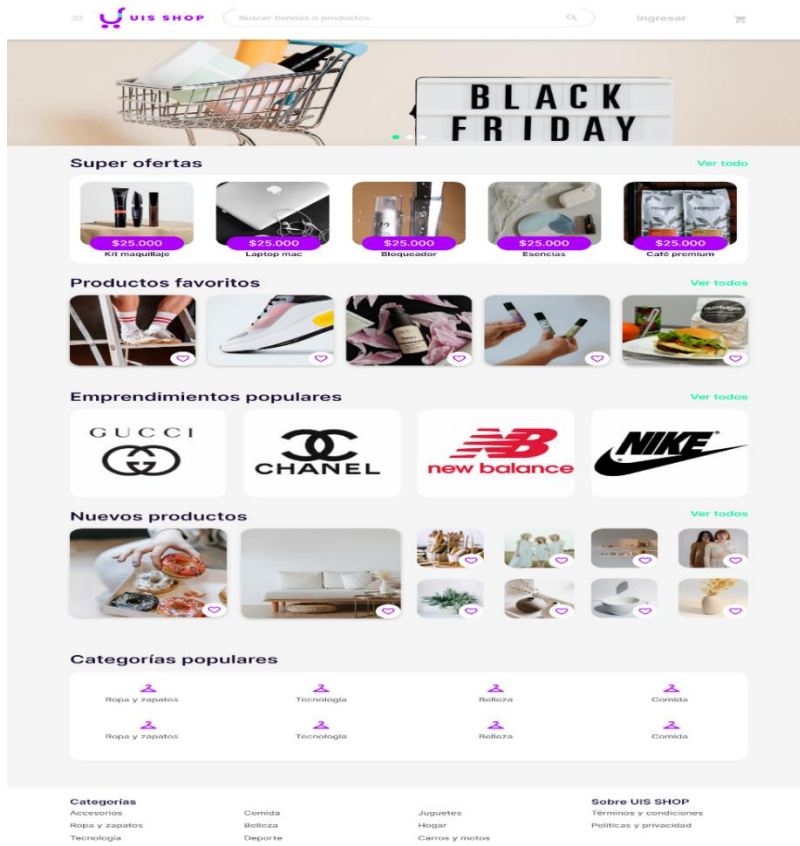 UIS SHOP
Buscar tiendas o productos
Ingresar
BLACK
FRIDAY
Super ofertas
Ver todo
$25.000
$25.000
$25.000
$25.000
$25.000
Kit maquillaje
Laptop mac
Bloqueador
Esencias
Café premium
Productos favoritos
Ver todos
Emprendimientos populares
Ver todos
GUCCI
CHANEL
new balance
NIKE
Nuevos productos
Ver todos
Categorías populares
Ropa y zapatos
Tecnología
Belleza
Comida
Ropa y zapatos
Tecnología
Belleza
Comida
Categorías
Sobre UIS SHOP
Accesorios
Comida
Juguetes
Términos y condiciones
Ropa y zapatos
Belleza
Hogar
Políticas y privacidad
Tecnología
Deporte
Carros y motos